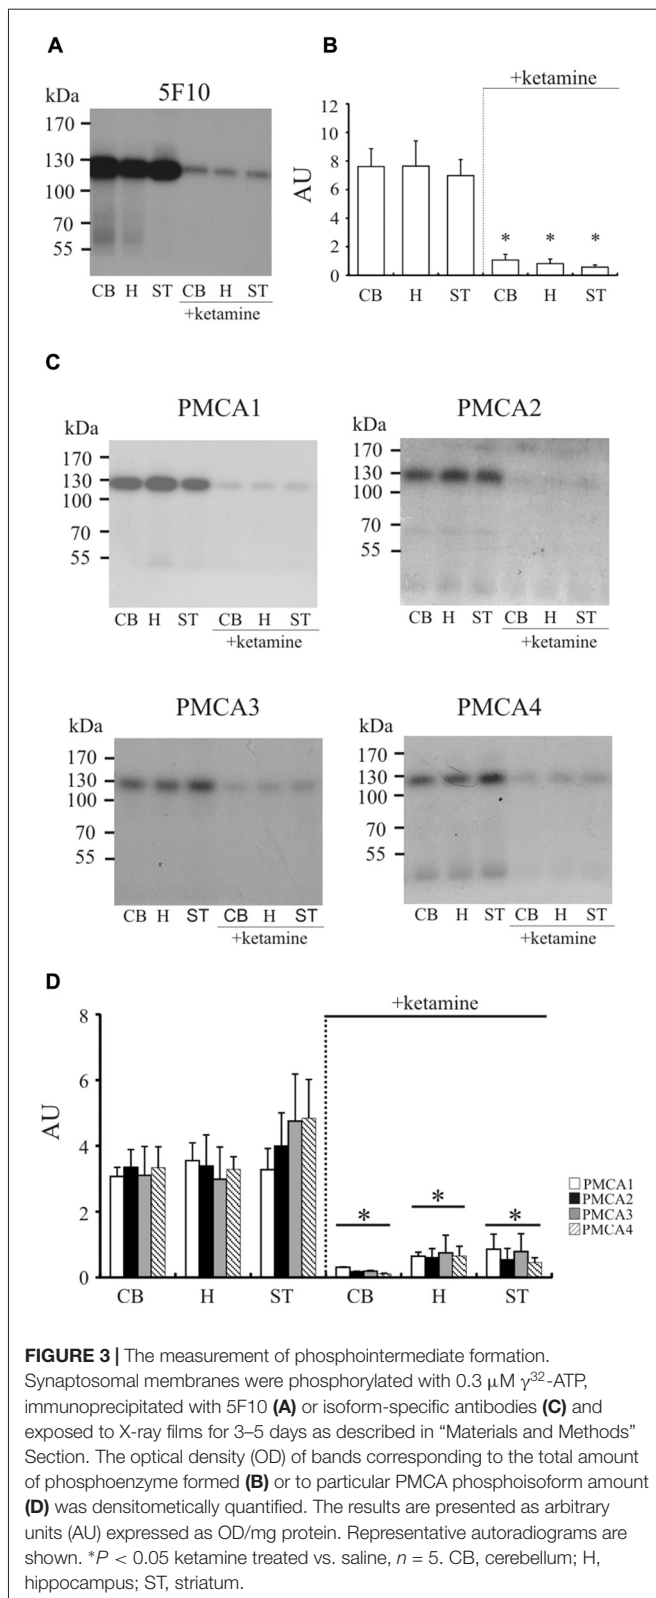 A
5F10
kDa
170
130
100
70
55
CB H ST CB H ST
+ketamine
B
+ketamine
AU
12
10
8
6
4
2
0
* * *
CB H ST CB H ST
C
PMCA1
kDa
170
130
100
70
55
CB H ST CB H ST
+ketamine
PMCA2
kDa
170
130
100
70
55
CB H ST CB H ST
+ketamine
PMCA3
kDa
170
130
100
70
55
CB H ST CB H ST
+ketamine
PMCA4
kDa
170
130
100
70
55
CB H ST CB H ST
+ketamine
D
+ketamine
AU
8
6
4
2
0
* * *
PMCA1
PMCA2
PMCA3
PMCA4
CB H ST CB H ST
FIGURE 3 | The measurement of phosphointermediate formation.
Synaptosomal membranes were phosphorylated with 0.3 μM γ³²-ATP,
immunoprecipitated with 5F10 (A) or isoform-specific antibodies (C) and
exposed to X-ray films for 3–5 days as described in “Materials and Methods”
Section. The optical density (OD) of bands corresponding to the total amount
of phosphoenzyme formed (B) or to particular PMCA phosphoisoform amount
(D) was densitometically quantified. The results are presented as arbitrary
units (AU) expressed as OD/mg protein. Representative autoradiograms are
shown. *P < 0.05 ketamine treated vs. saline, n = 5. CB, cerebellum; H,
hippocampus; ST, striatum.